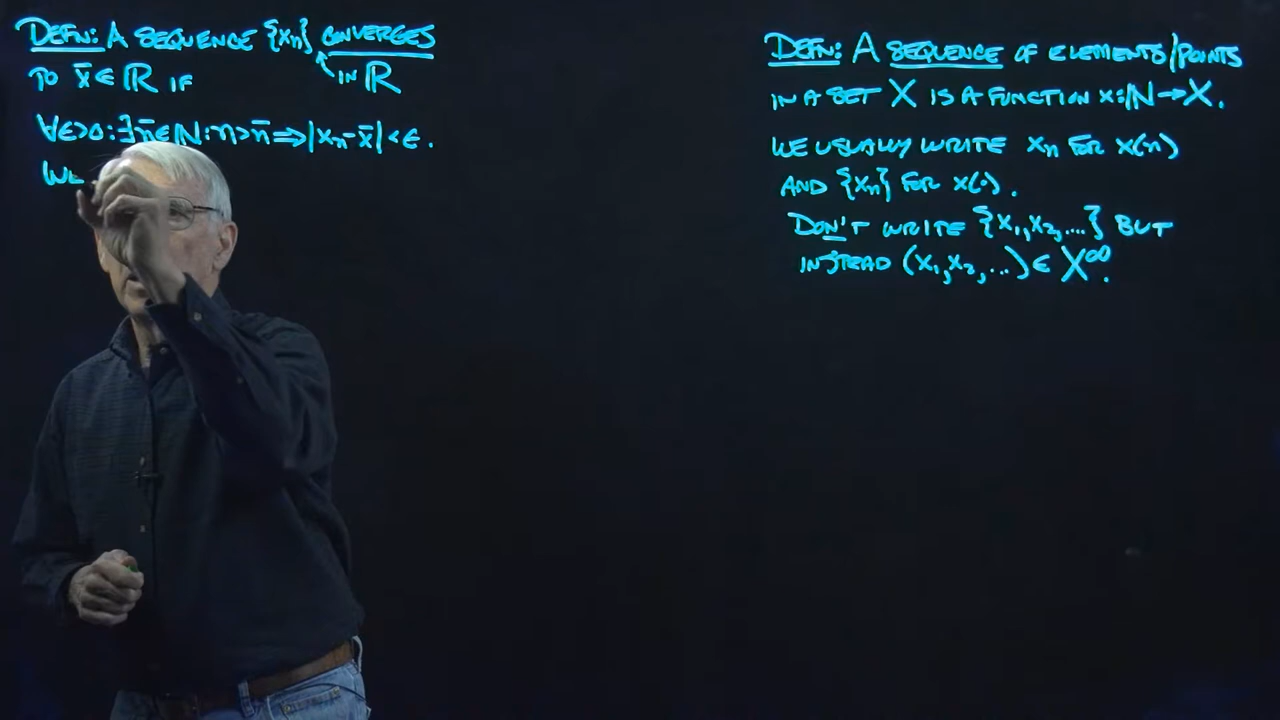 DEFN: A SEQUENCE {xₙ} CONVERGES
IN ℝ
TO x̄ ∈ ℝ IF
∀ϵ>0: ∃n̄∈ℕ: n>n̄ ⇒ |xₙ-x̄|<ϵ.
WE
DEFN: A SEQUENCE OF ELEMENTS/POINTS
IN A SET X IS A FUNCTION x:ℕ→X.
WE USUALLY WRITE xₙ FOR x(n)
AND {xₙ} FOR x(·).
DON'T WRITE {x₁,x₂,....} BUT
INSTEAD (x₁,x₂,...) ∈ X^∞.